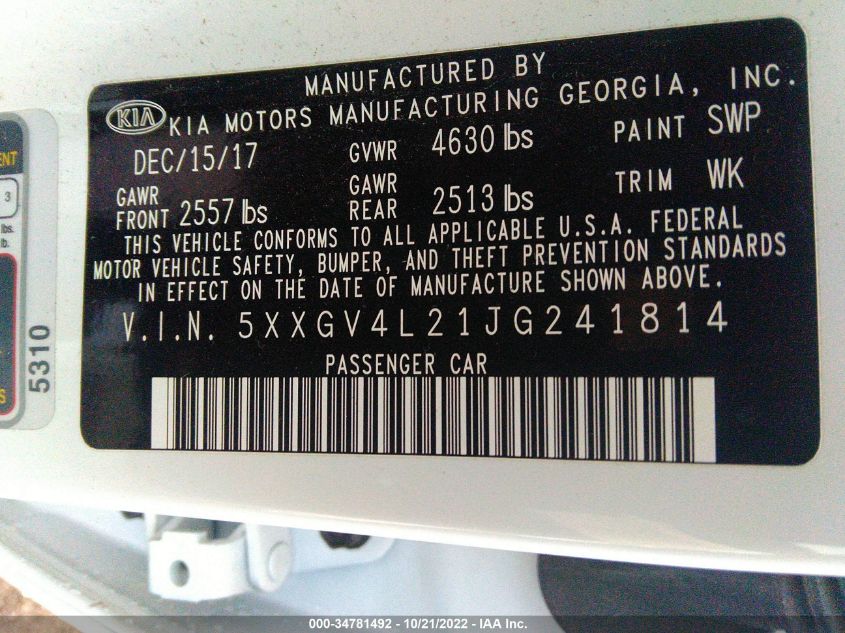 MANUFACTURED BY
KIA KIA MOTORS MANUFACTURING GEORGIA, INC.
DEC/15/17 GVWR 4630 lbs PAINT SWP
GAWR FRONT 2557 lbs GAWR REAR 2513 lbs TRIM WK
THIS VEHICLE CONFORMS TO ALL APPLICABLE U.S.A. FEDERAL
MOTOR VEHICLE SAFETY, BUMPER, AND THEFT PREVENTION STANDARDS
IN EFFECT ON THE DATE OF MANUFACTURE SHOWN ABOVE.
V.I.N. 5XXGV4L21JG241814
PASSENGER CAR
3
lbs.
lb.
5310
000-34781492 - 10/21/2022 - IAA Inc.